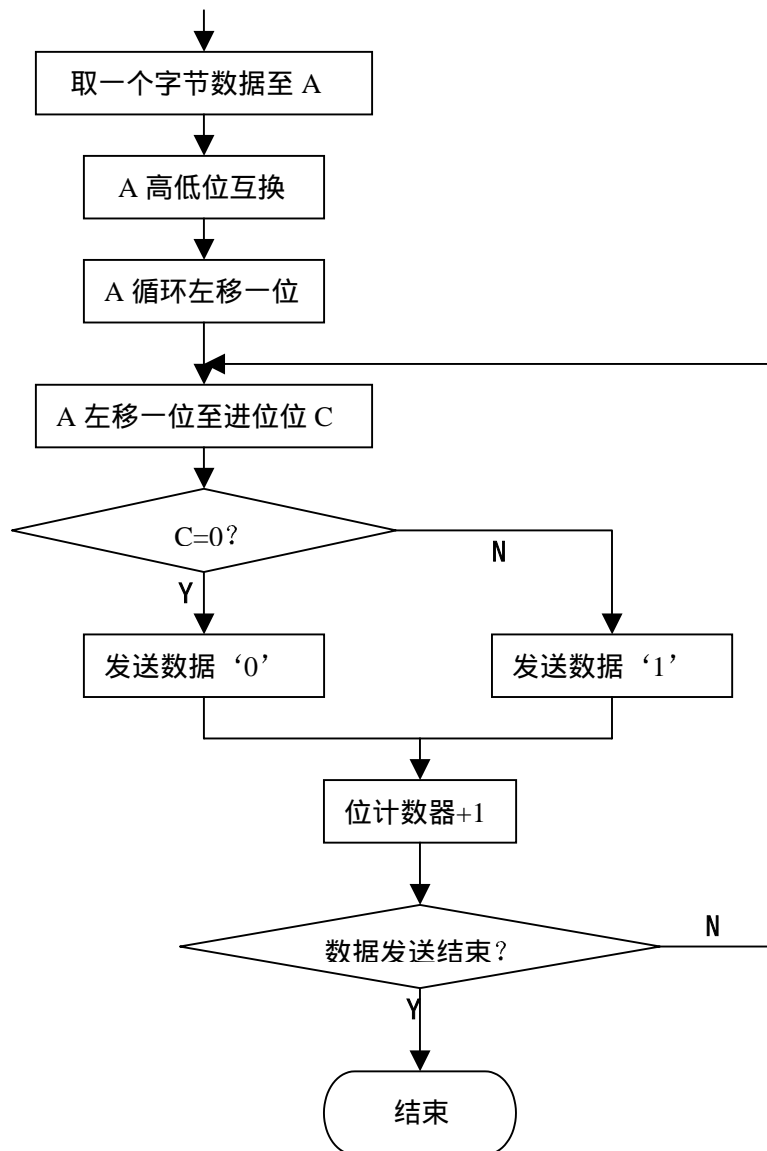 取一个字节数据至 A
A 高低位互换
A 循环左移一位
A 左移一位至进位位 C
C=0？
N
Y
发送数据‘0’
发送数据‘1’
位计数器+1
数据发送结束？
N
Y
结束